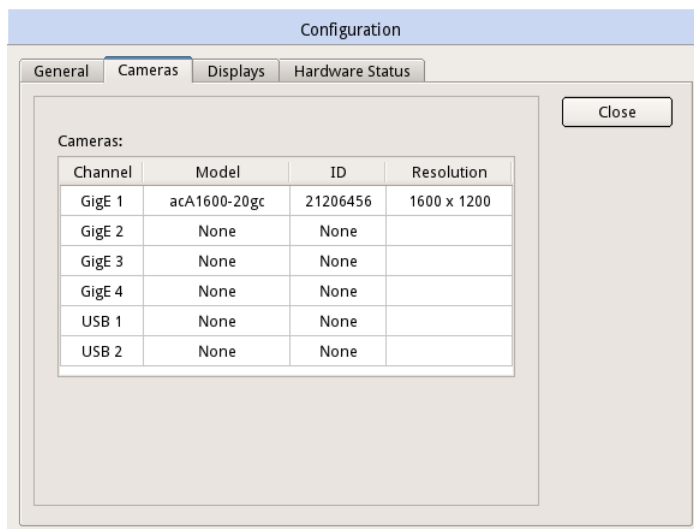 Configuration
General Cameras Displays Hardware Status
Close
Cameras:
Channel Model ID Resolution
GigE 1 acA1600-20gc 21206456 1600 x 1200
GigE 2 None None
GigE 3 None None
GigE 4 None None
USB 1 None None
USB 2 None None